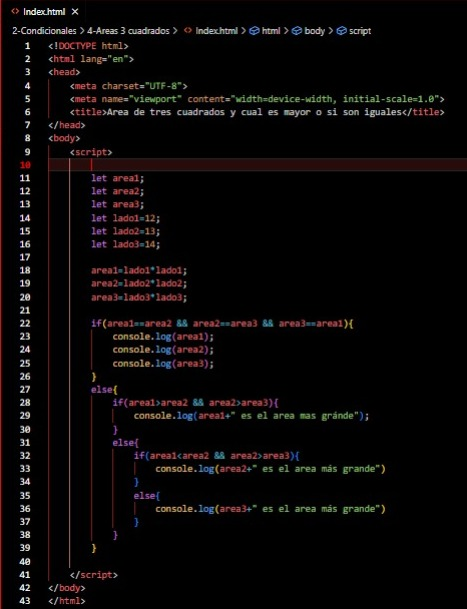 Index.html X
2-Condicionales > 4-Areas 3 cuadrados > Index.html > html > body > script
1 <!DOCTYPE html>
2 <html lang="en">
3 <head>
4 <meta charset="UTF-8">
5 <meta name="viewport" content="width=device-width, initial-scale=1.0">
6 <title>Area de tres cuadrados y cual es mayor o si son iguales</title>
7 </head>
8 <body>
9 <script>
10
11 let area1;
12 let area2;
13 let area3;
14 let lado1=12;
15 let lado2=13;
16 let lado3=14;
17
18 area1=lado1*lado1;
19 area2=lado2*lado2;
20 area3=lado3*lado3;
21
22 if(area1==area2 && area2==area3 && area3==area1){
23 console.log(area1);
24 console.log(area2);
25 console.log(area3);
26 }
27 else{
28 if(area1>area2 && area2>area3){
29 console.log(area1+" es el area mas gránde");
30 }
31 else{
32 if(area1<area2 && area2>area3){
33 console.log(area2+" es el area más grande")
34 }
35 else{
36 console.log(area3+" es el area más grande")
37 }
38 }
39 }
40
41 </script>
42 </body>
43 </html>